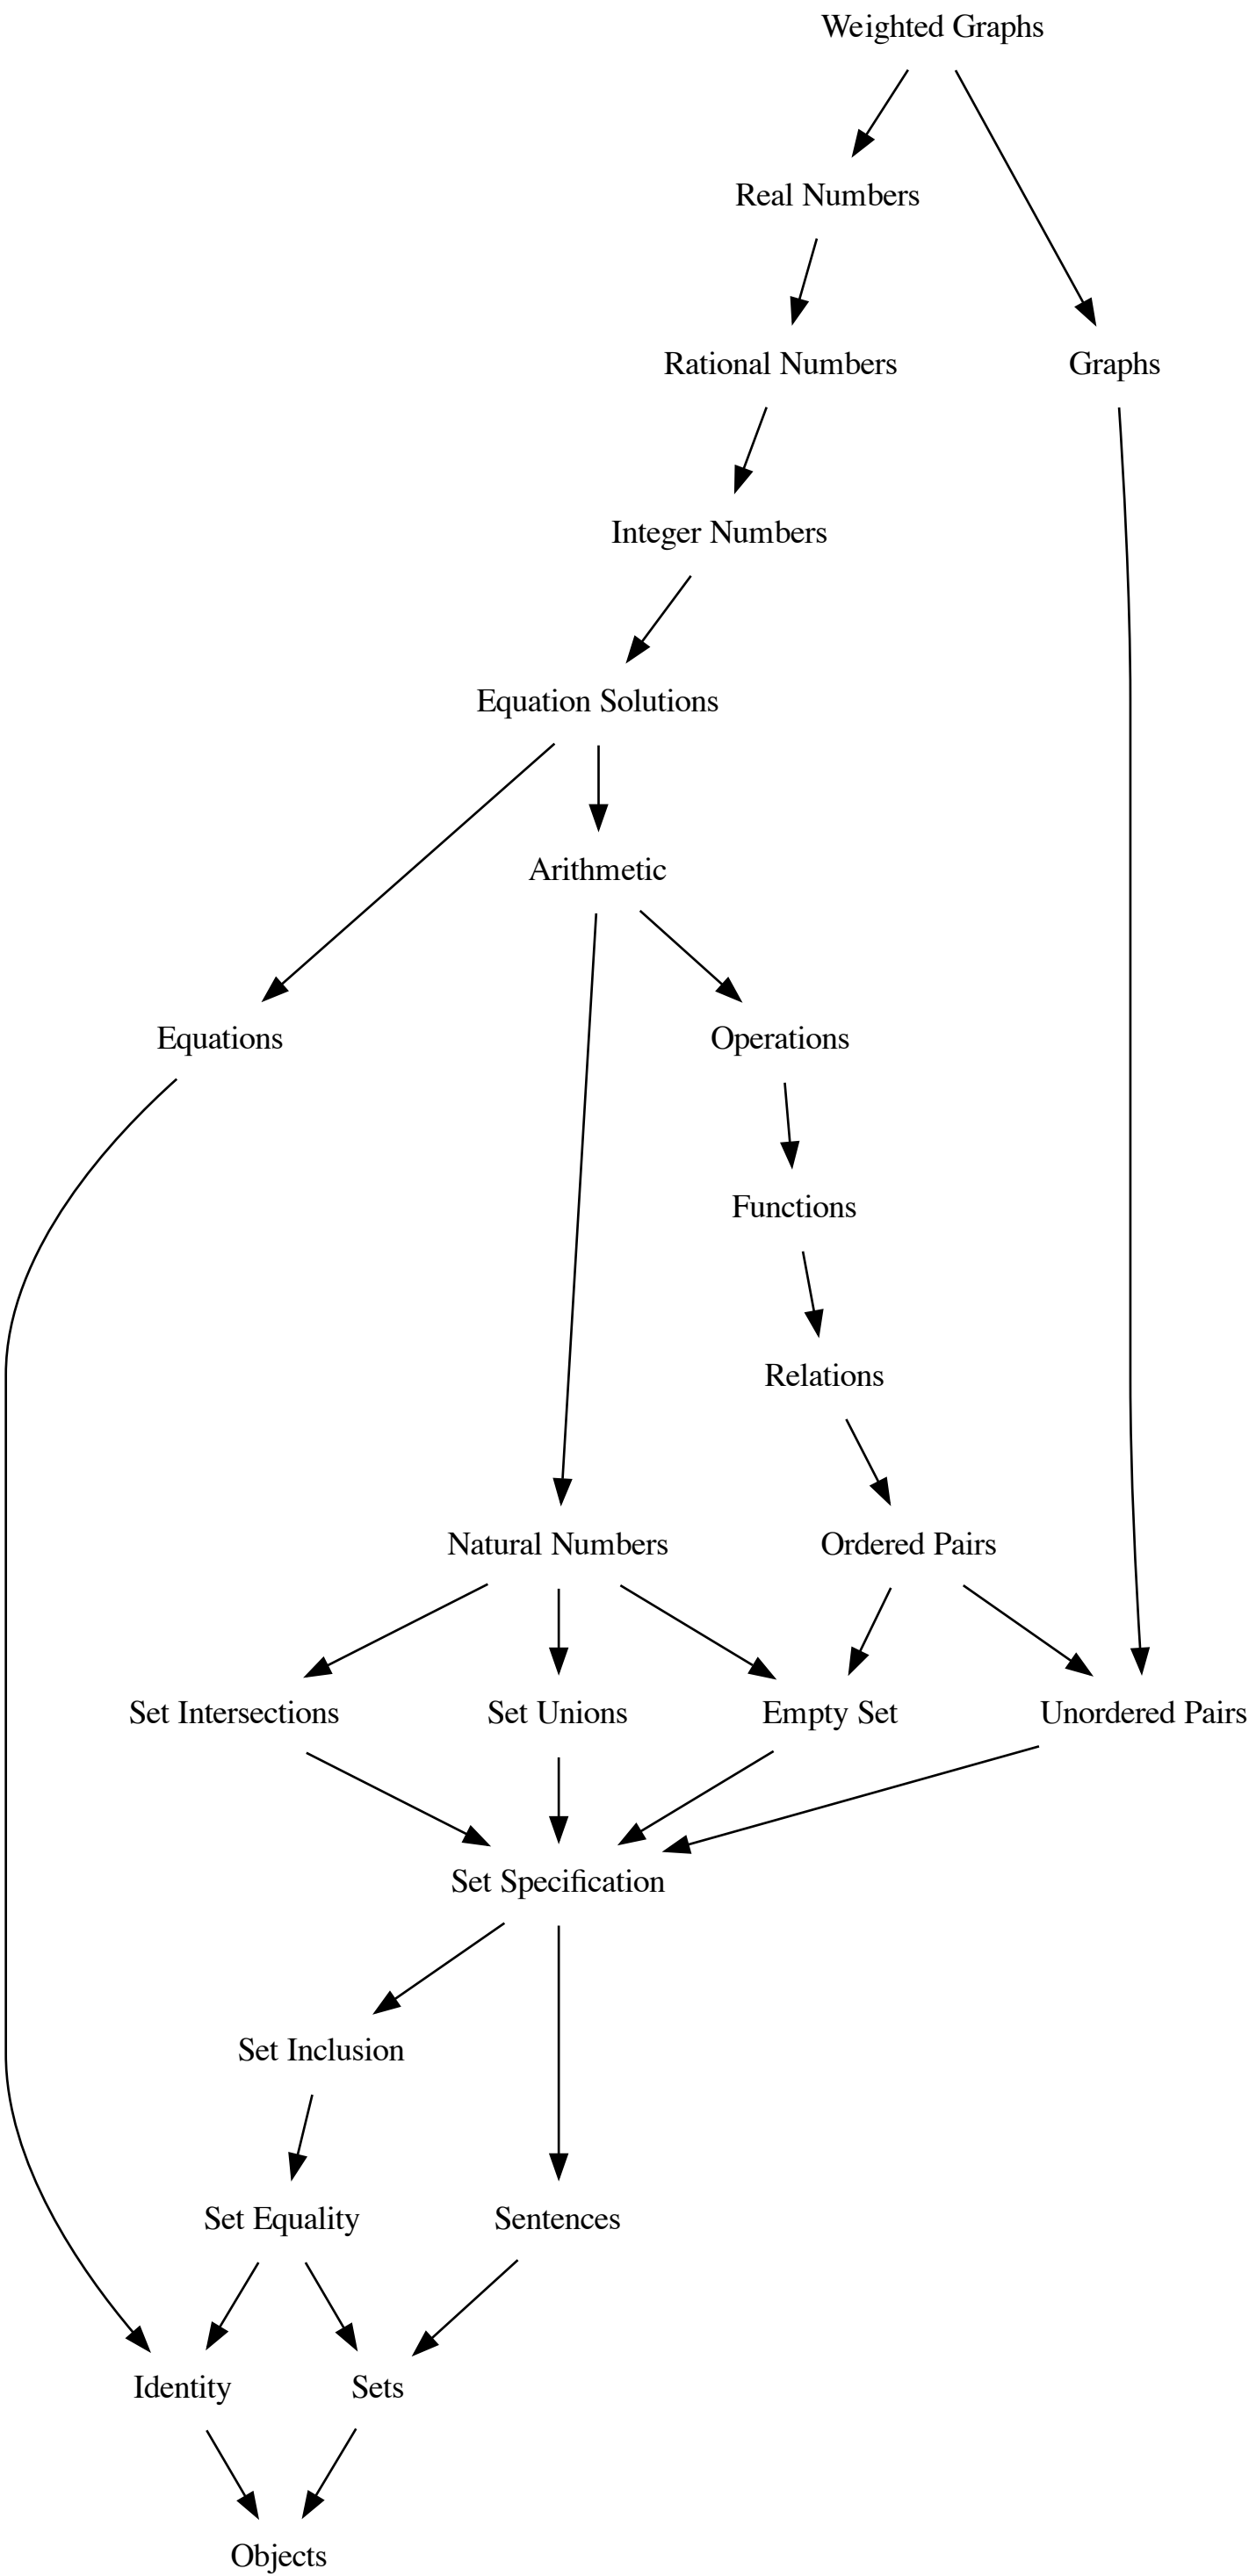 Weighted Graphs
Real Numbers
Rational Numbers
Graphs
Integer Numbers
Equation Solutions
Arithmetic
Equations
Operations
Functions
Relations
Natural Numbers
Ordered Pairs
Set Intersections
Set Unions
Empty Set
Unordered Pairs
Set Specification
Set Inclusion
Set Equality
Sentences
Identity
Sets
Objects